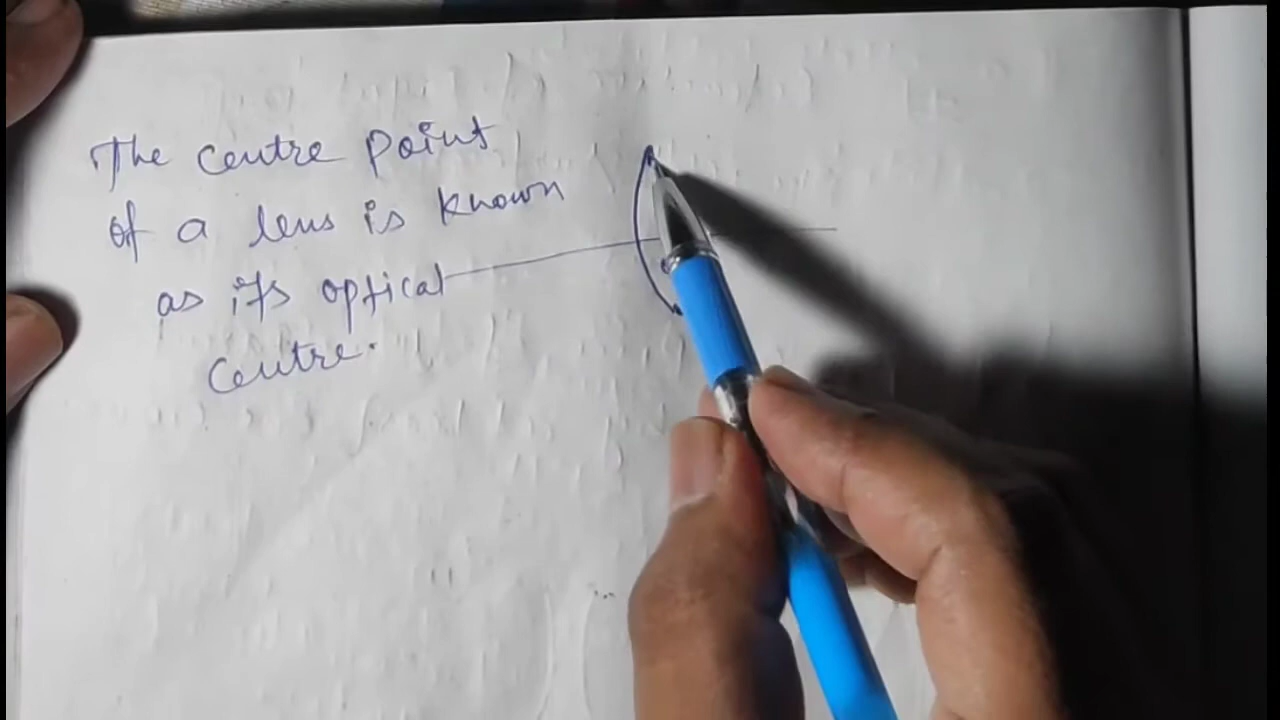 The centre point
of a lens is known
as its optical
Centre.